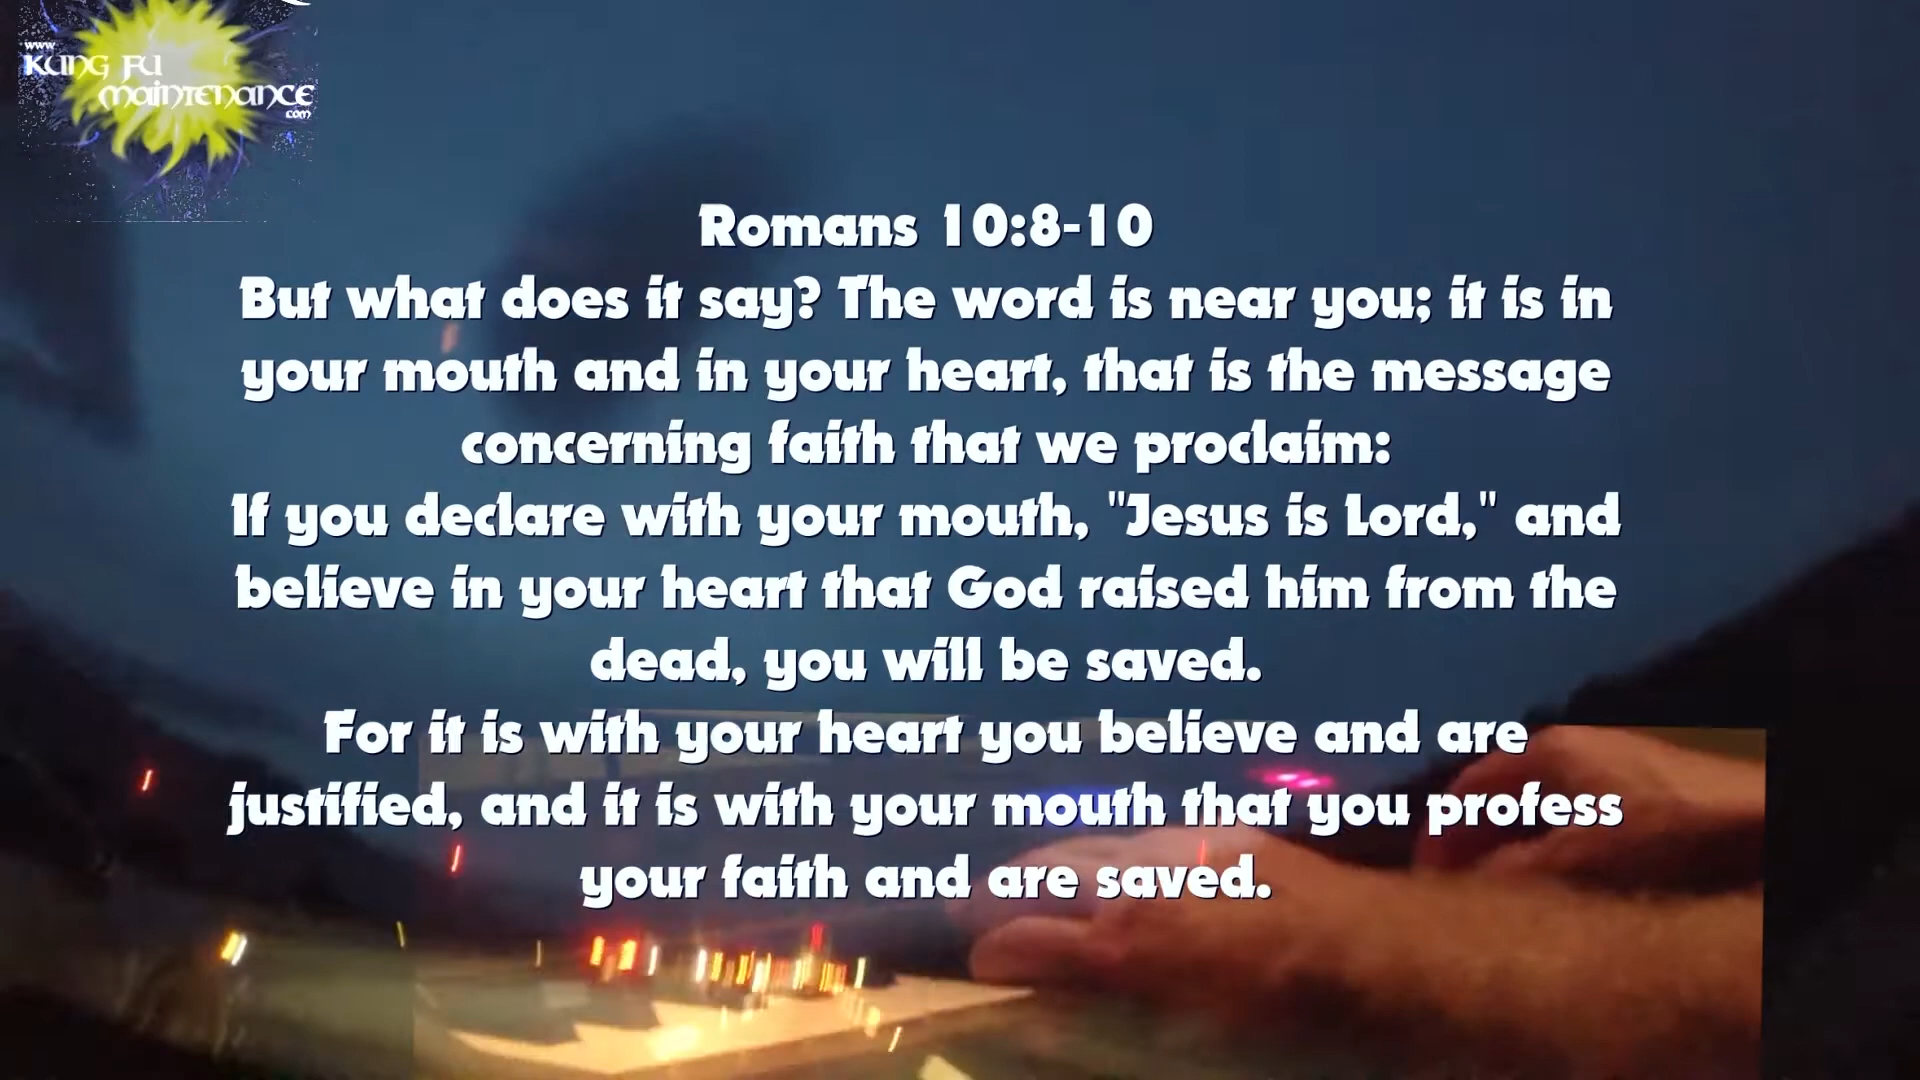 www
KUNG FU
MAINTENANCE
.com
Romans 10:8-10
But what does it say? The word is near you; it is in
your mouth and in your heart, that is the message
concerning faith that we proclaim:
If you declare with your mouth, "Jesus is Lord," and
believe in your heart that God raised him from the
dead, you will be saved.
For it is with your heart you believe and are
justified, and it is with your mouth that you profess
your faith and are saved.